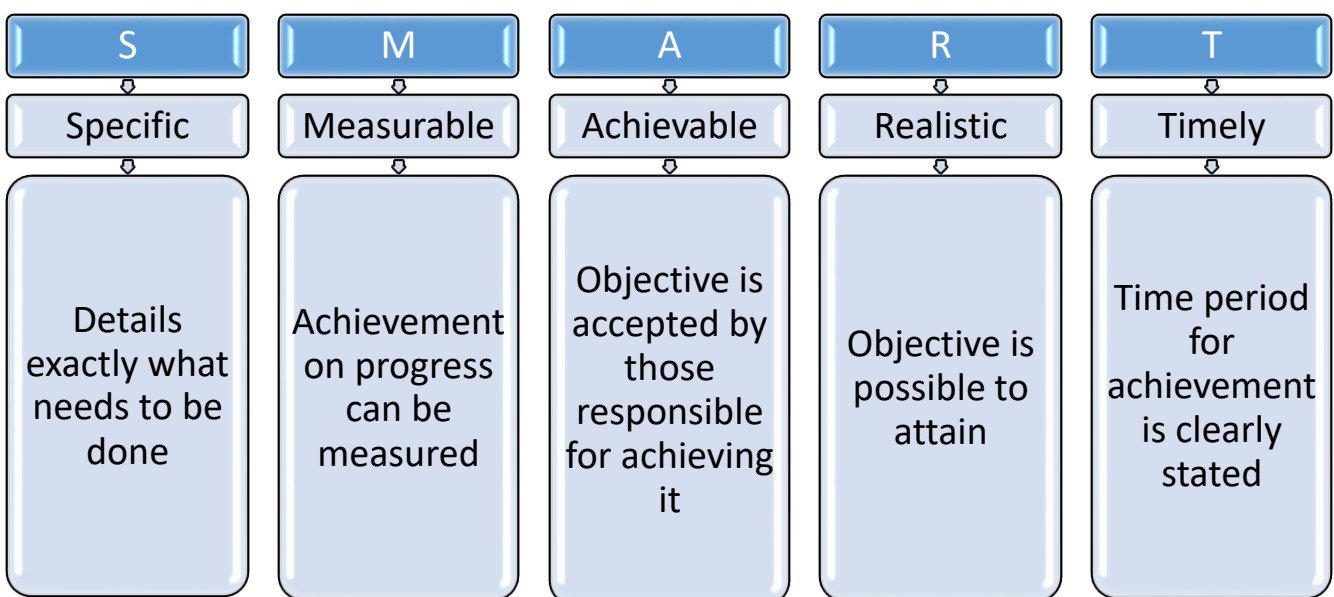 S
Specific
Details
exactly what
needs to be
done
M
Measurable
Achievement
on progress
can be
measured
A
Achievable
Objective is
accepted by
those
responsible
for achieving
it
R
Realistic
Objective is
possible to
attain
T
Timely
Time period
for
achievement
is clearly
stated